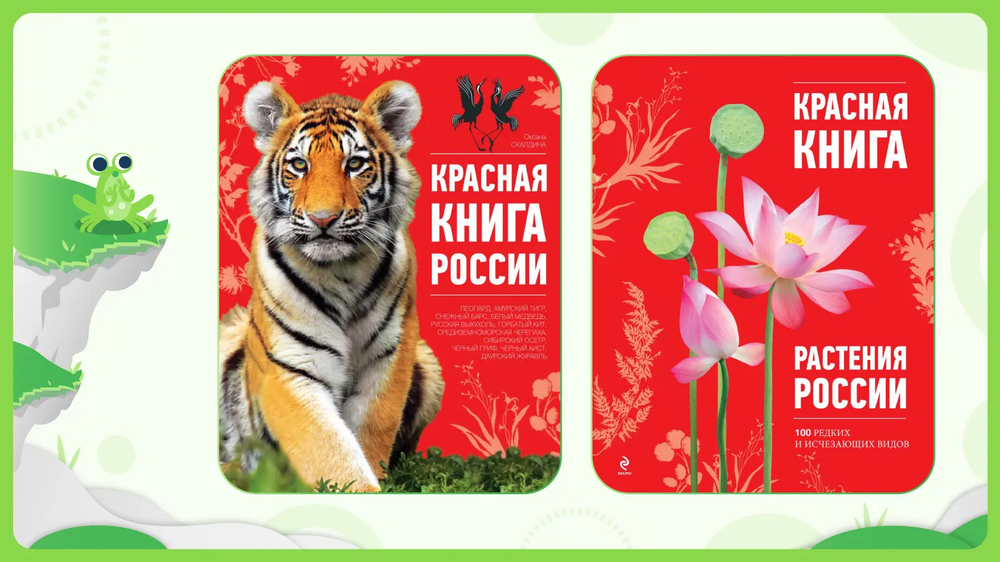 Оксана
СКАЛДИНА
КРАСНАЯ
КНИГА
РОССИИ
ЛЕОПАРД, АМУРСКИЙ ТИГР,
СНЕЖНЫЙ БАРС, БЕЛЫЙ МЕДВЕДЬ,
РУССКАЯ ВЫХУХОЛЬ, ГОРБАТЫЙ КИТ,
СРЕДИЗЕМНОМОРСКАЯ ЧЕРЕПАХА,
СИБИРСКИЙ ОСЕТР,
ЧЕРНЫЙ ГРИФ, ЧЕРНЫЙ АИСТ,
ДАУРСКИЙ ЖУРАВЛЬ
КРАСНАЯ
КНИГА
РАСТЕНИЯ
РОССИИ
100 РЕДКИХ
И ИСЧЕЗАЮЩИХ ВИДОВ
ЭКСМО